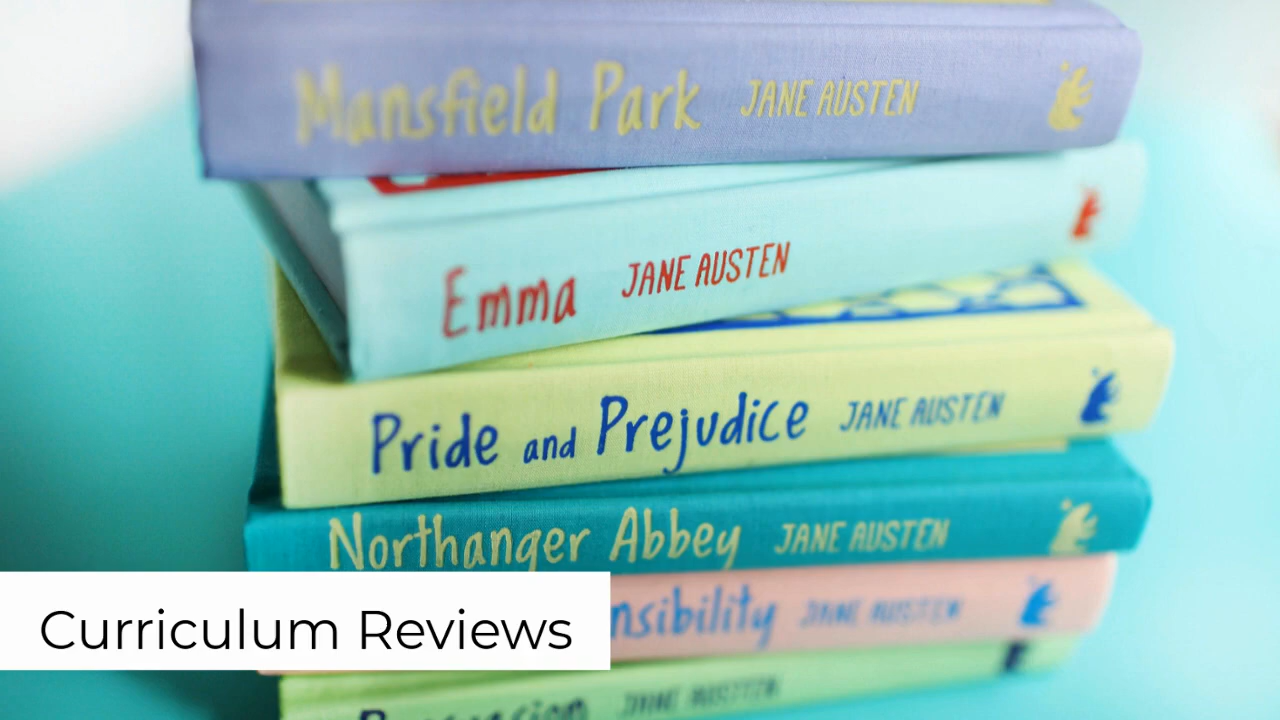 Mansfield Park JANE AUSTEN
Emma JANE AUSTEN
Pride and Prejudice JANE AUSTEN
Northanger Abbey JANE AUSTEN
nsibility JANE AUSTEN
Curriculum Reviews
JANE AUSTEN